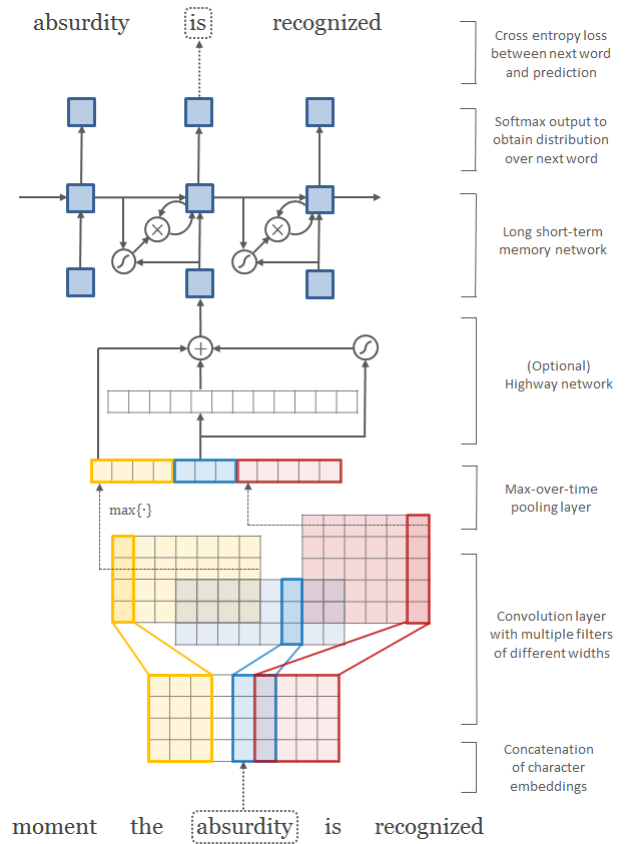 absurdity is recognized
Cross entropy loss
between next word
and prediction
Softmax output to
obtain distribution
over next word
Long short-term
memory network
+
(Optional)
Highway network
max{·}
Max-over-time
pooling layer
Convolution layer
with multiple filters
of different widths
Concatenation
of character
embeddings
moment the absurdity is recognized